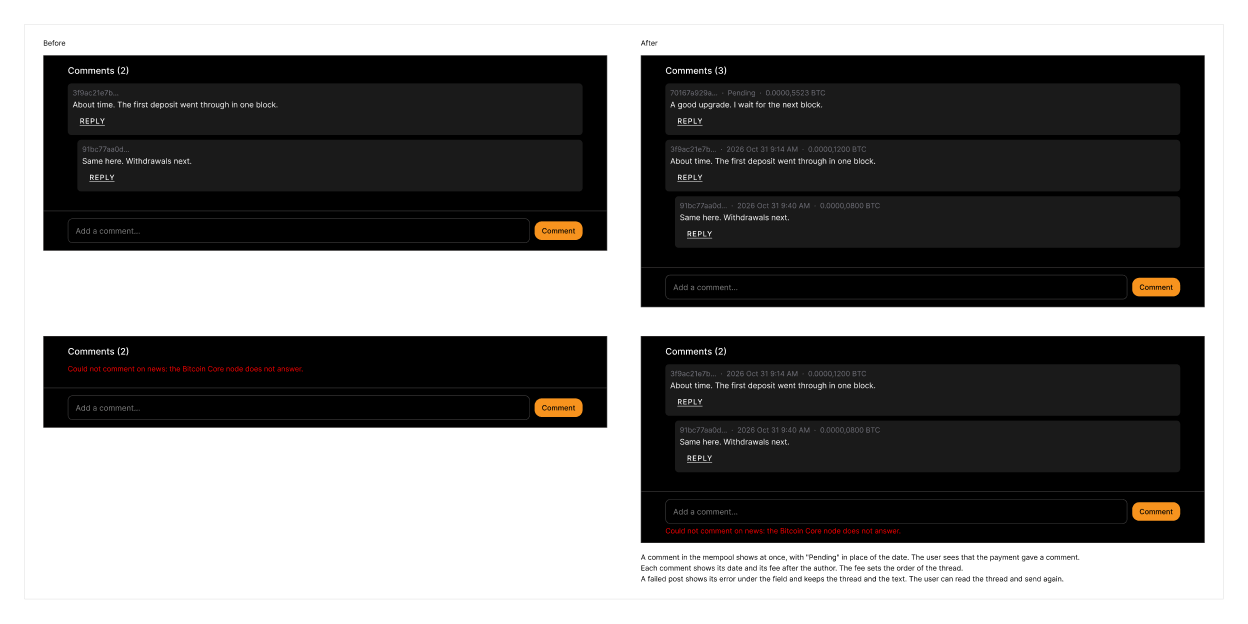 Before
Comments (2)
3f9ac21e7b...
About time. The first deposit went through in one block.
REPLY
91bc77aa0d...
Same here. Withdrawals next.
REPLY
Add a comment...
Comment
After
Comments (3)
70167a929a... · Pending · 0.0000,5523 BTC
A good upgrade. I wait for the next block.
REPLY
3f9ac21e7b... · 2026 Oct 31 9:14 AM · 0.0000,1200 BTC
About time. The first deposit went through in one block.
REPLY
91bc77aa0d... · 2026 Oct 31 9:40 AM · 0.0000,0800 BTC
Same here. Withdrawals next.
REPLY
Add a comment...
Comment
Comments (2)
Could not comment on news: the Bitcoin Core node does not answer.
Add a comment...
Comment
Comments (2)
3f9ac21e7b... · 2026 Oct 31 9:14 AM · 0.0000,1200 BTC
About time. The first deposit went through in one block.
REPLY
91bc77aa0d... · 2026 Oct 31 9:40 AM · 0.0000,0800 BTC
Same here. Withdrawals next.
REPLY
Add a comment...
Comment
Could not comment on news: the Bitcoin Core node does not answer.
A comment in the mempool shows at once, with "Pending" in place of the date. The user sees that the payment gave a comment.
Each comment shows its date and its fee after the author. The fee sets the order of the thread.
A failed post shows its error under the field and keeps the thread and the text. The user can read the thread and send again.